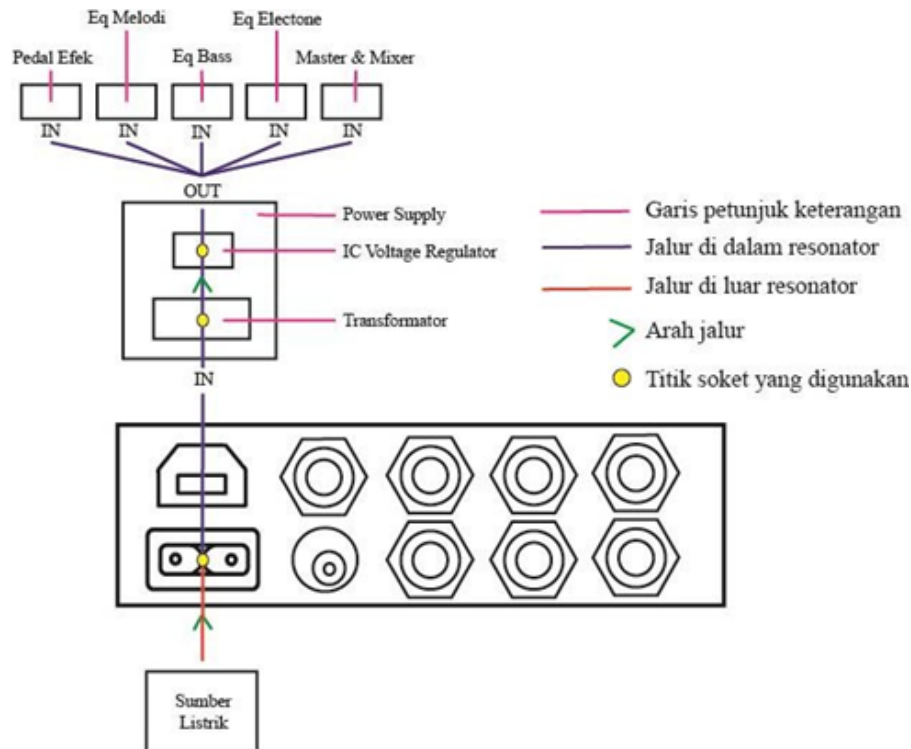 Eq Melodi
Eq Electone
Pedal Efek
Eq Bass
Master & Mixer
IN
IN
IN
IN
IN
OUT
Power Supply
IC Voltage Regulator
Transformator
IN
Garis petunjuk keterangan
Jalur di dalam resonator
Jalur di luar resonator
Arah jalur
Titik soket yang digunakan
Sumber
Listrik